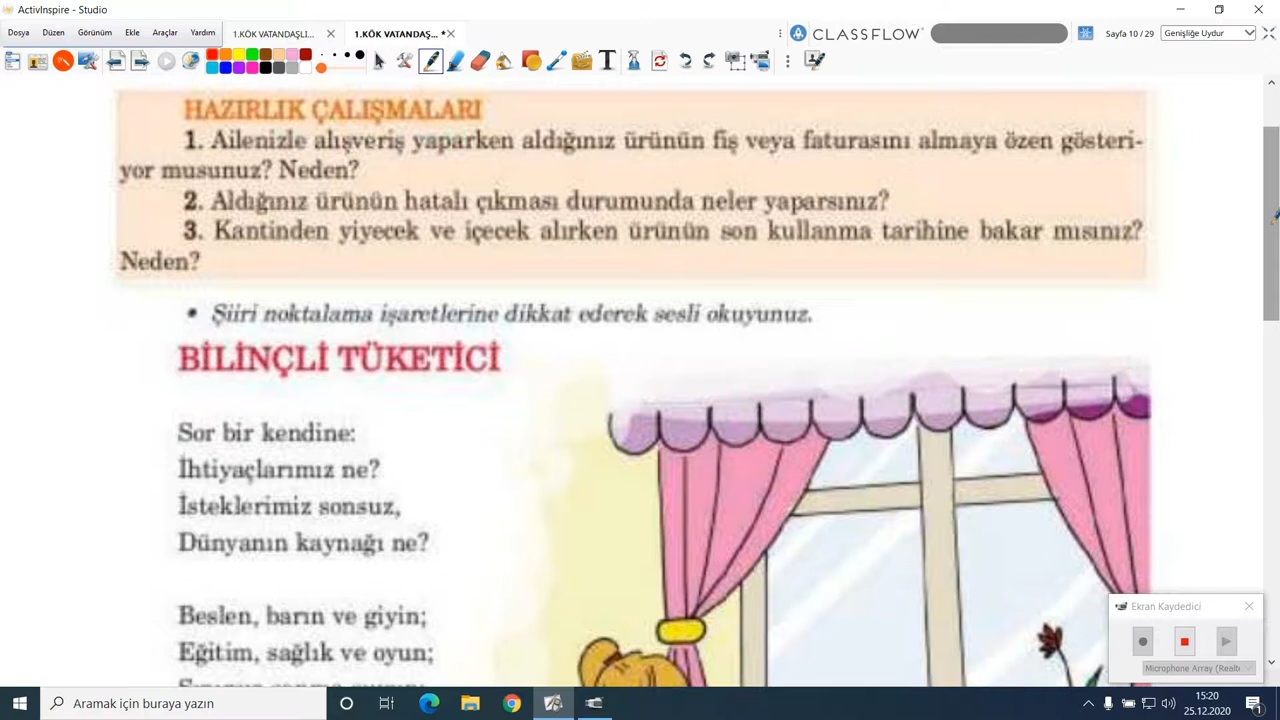 ActivInspire - Studio
Dosya Düzen Görünüm Ekle Araçlar Yardım
1.KÖK VATANDAŞLI...
1.KÖK VATANDAŞ... *
CLASSFLOW
Sayfa 10 / 29
Genişliğe Uydur
HAZIRLIK ÇALIŞMALARI
1. Ailenizle alışveriş yaparken aldığınız ürünün fiş veya faturasını almaya özen gösteri-
yor musunuz? Neden?
2. Aldığınız ürünün hatalı çıkması durumunda neler yaparsınız?
3. Kantinden yiyecek ve içecek alırken ürünün son kullanma tarihine bakar mısınız?
Neden?
• Şiiri noktalama işaretlerine dikkat ederek sesli okuyunuz.
BİLİNÇLİ TÜKETİCİ
Sor bir kendine:
İhtiyaçlarımız ne?
İsteklerimiz sonsuz,
Dünyanın kaynağı ne?
Beslen, barın ve giyin;
Eğitim, sağlık ve oyun;
Ekran Kaydedici
Microphone Array (Realt
Aramak için buraya yazın
15:20
25.12.2020